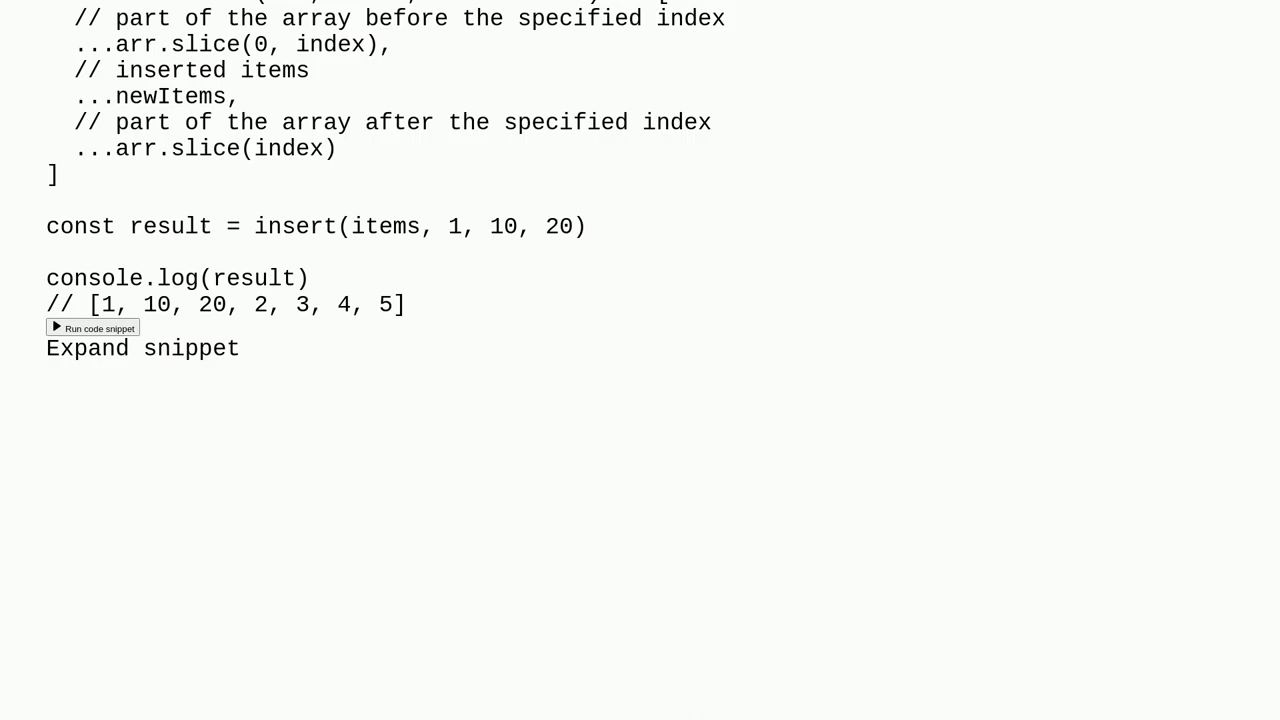 // part of the array before the specified index
...arr.slice(0, index),
// inserted items
...newItems,
// part of the array after the specified index
...arr.slice(index)
]
const result = insert(items, 1, 10, 20)
console.log(result)
// [1, 10, 20, 2, 3, 4, 5]
Run code snippet
Expand snippet